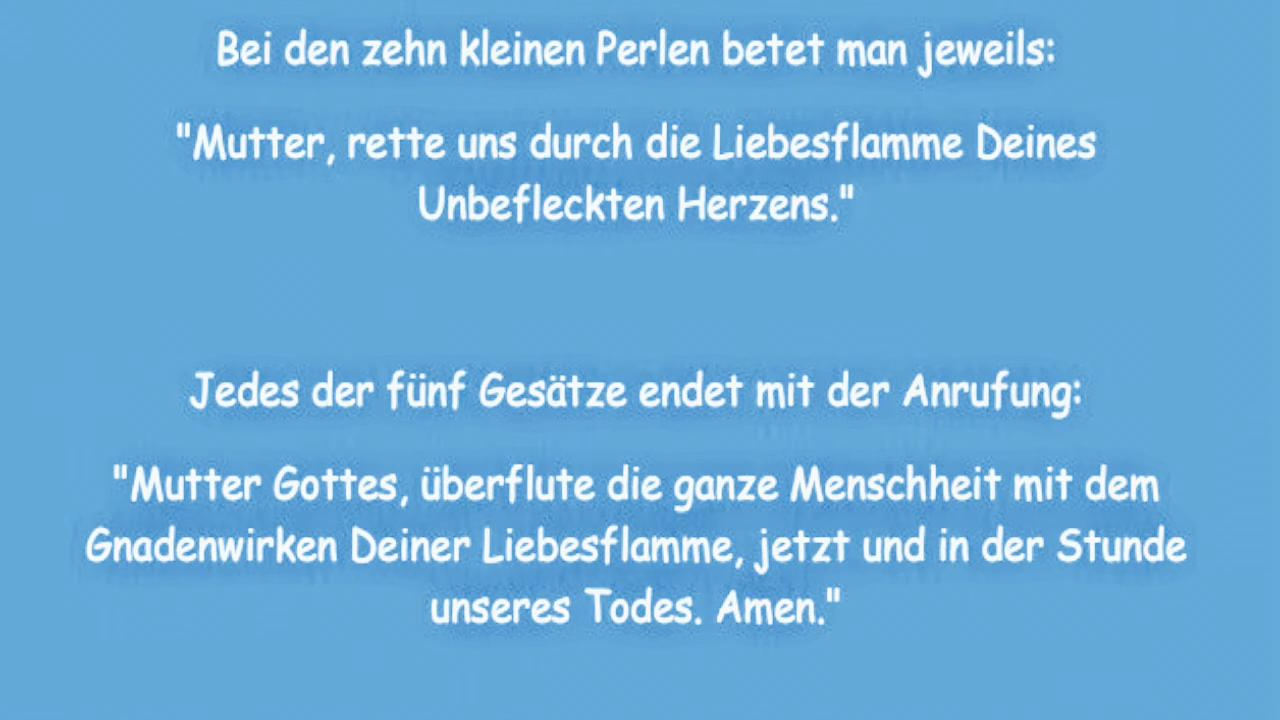 Bei den zehn kleinen Perlen betet man jeweils:
"Mutter, rette uns durch die Liebesflamme Deines
Unbefleckten Herzens."
Jedes der fünf Gesätze endet mit der Anrufung:
"Mutter Gottes, überflute die ganze Menschheit mit dem
Gnadenwirken Deiner Liebesflamme, jetzt und in der Stunde
unseres Todes. Amen."